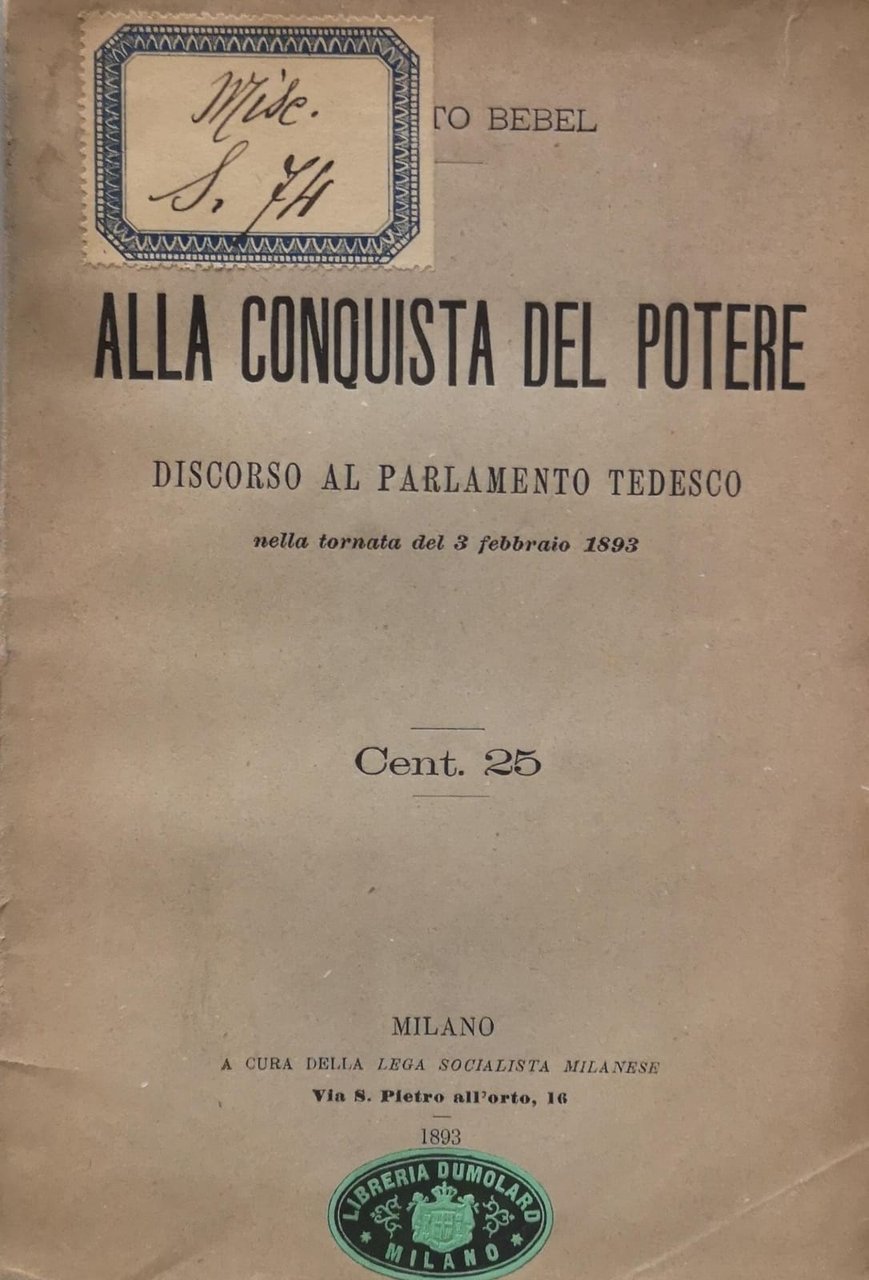 Misc.
S. 74
TO BEBEL
ALLA CONQUISTA DEL POTERE
DISCORSO AL PARLAMENTO TEDESCO
nella tornata del 3 febbraio 1893
Cent. 25
MILANO
A CURA DELLA LEGA SOCIALISTA MILANESE
Via S. Pietro all'orto, 16
1893
LIBRERIA DUMOLARD
MILANO